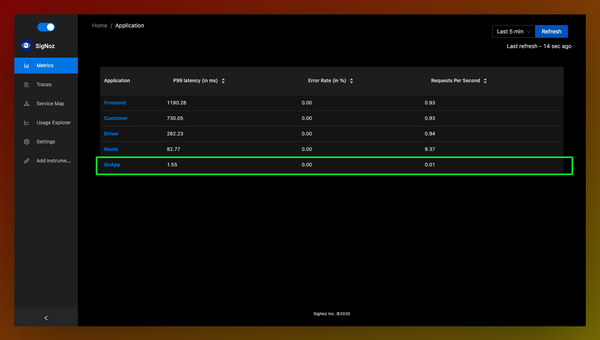 Home / Application
Last 5 min
Refresh
Last refresh - 14 sec ago
SigNoz
Metrics
Traces
Service Map
Usage Explorer
Settings
Add instrume...
Application P99 latency (in ms) Error Rate (in %) Requests Per Second
Frontend 1190.28 0.00 0.93
Customer 730.05 0.00 0.93
Driver 282.23 0.00 0.94
Route 82.77 0.00 9.37
GoApp 1.55 0.00 0.01
SigNoz Inc. ©2020